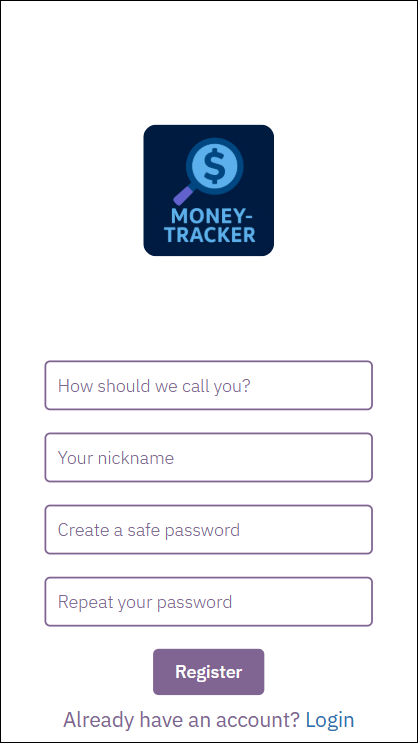 $
MONEY-
TRACKER
How should we call you?
Your nickname
Create a safe password
Repeat your password
Register
Already have an account? Login